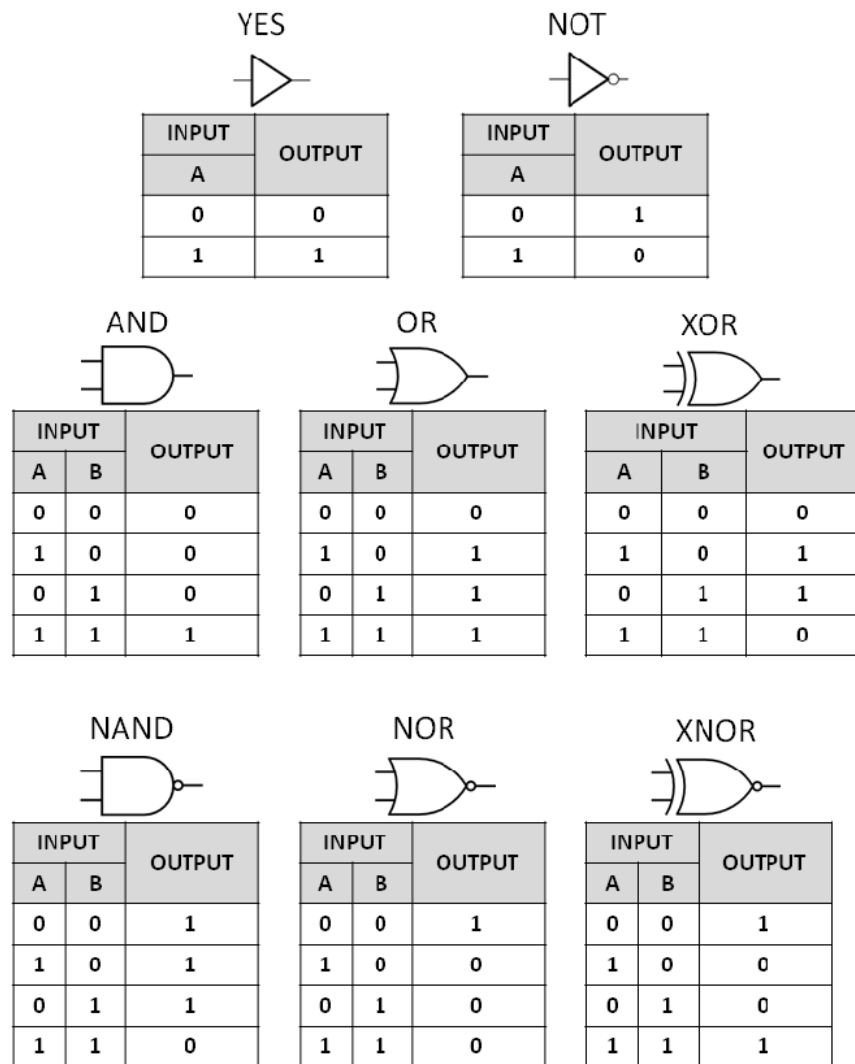 YES NOT
INPUT OUTPUT INPUT OUTPUT
A A
0 0 0 1
1 1 1 0
AND OR XOR
INPUT OUTPUT INPUT OUTPUT INPUT OUTPUT
A B A B A B
0 0 0 0 0 0 0 0 0
1 0 0 1 0 1 1 0 1
0 1 0 0 1 1 0 1 1
1 1 1 1 1 1 1 1 0
NAND NOR XNOR
INPUT OUTPUT INPUT OUTPUT INPUT OUTPUT
A B A B A B
0 0 1 0 0 1 0 0 1
1 0 1 1 0 0 1 0 0
0 1 1 0 1 0 0 1 0
1 1 0 1 1 0 1 1 1